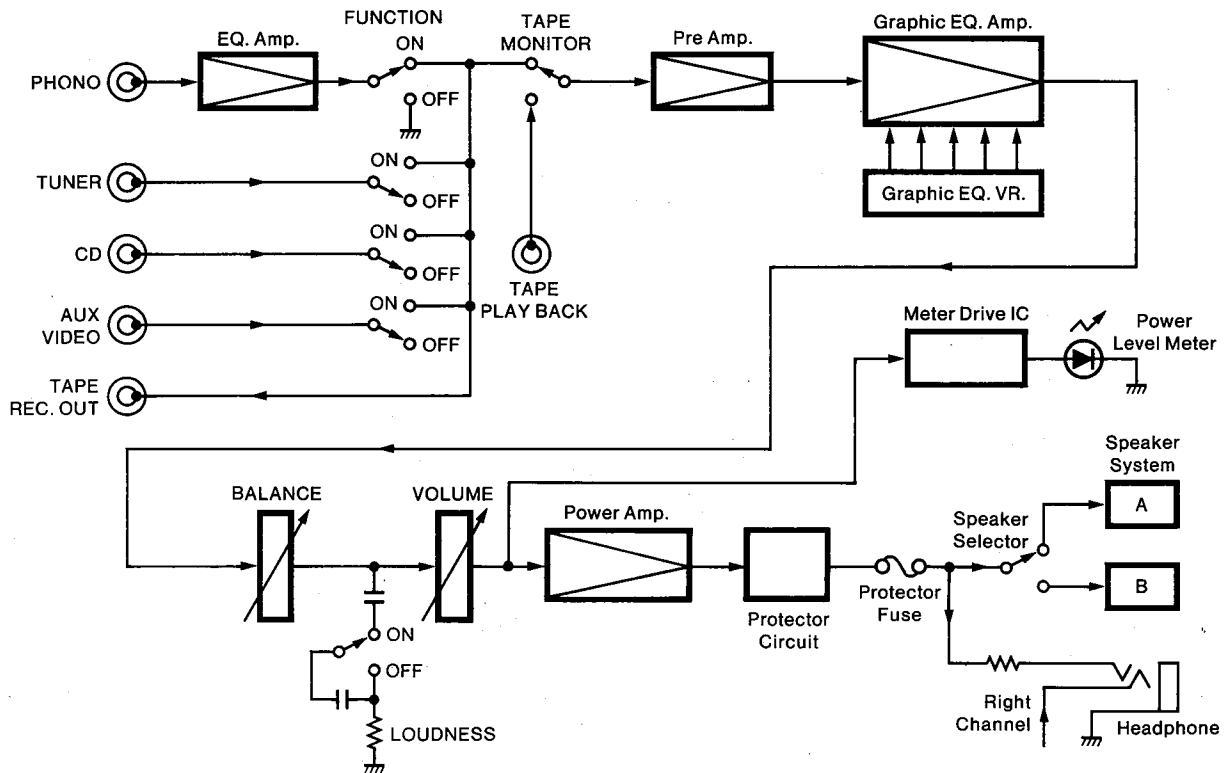 FUNCTION
TAPE
MONITOR
Graphic EQ. Amp.
EQ. Amp.
Pre Amp.
ON
PHONO
OFF
ON
TUNER
OFF
Graphic EQ. VR.
ON
CD
OFF
TAPE
PLAY BACK
ON
AUX
VIDEO
OFF
Meter Drive IC
Power
Level Meter
TAPE
REC. OUT
Speaker
System
BALANCE
VOLUME
Power Amp.
Speaker
Selector
A
B
Protector
Circuit
Protector
Fuse
ON
OFF
LOUDNESS
Right
Channel
Headphone